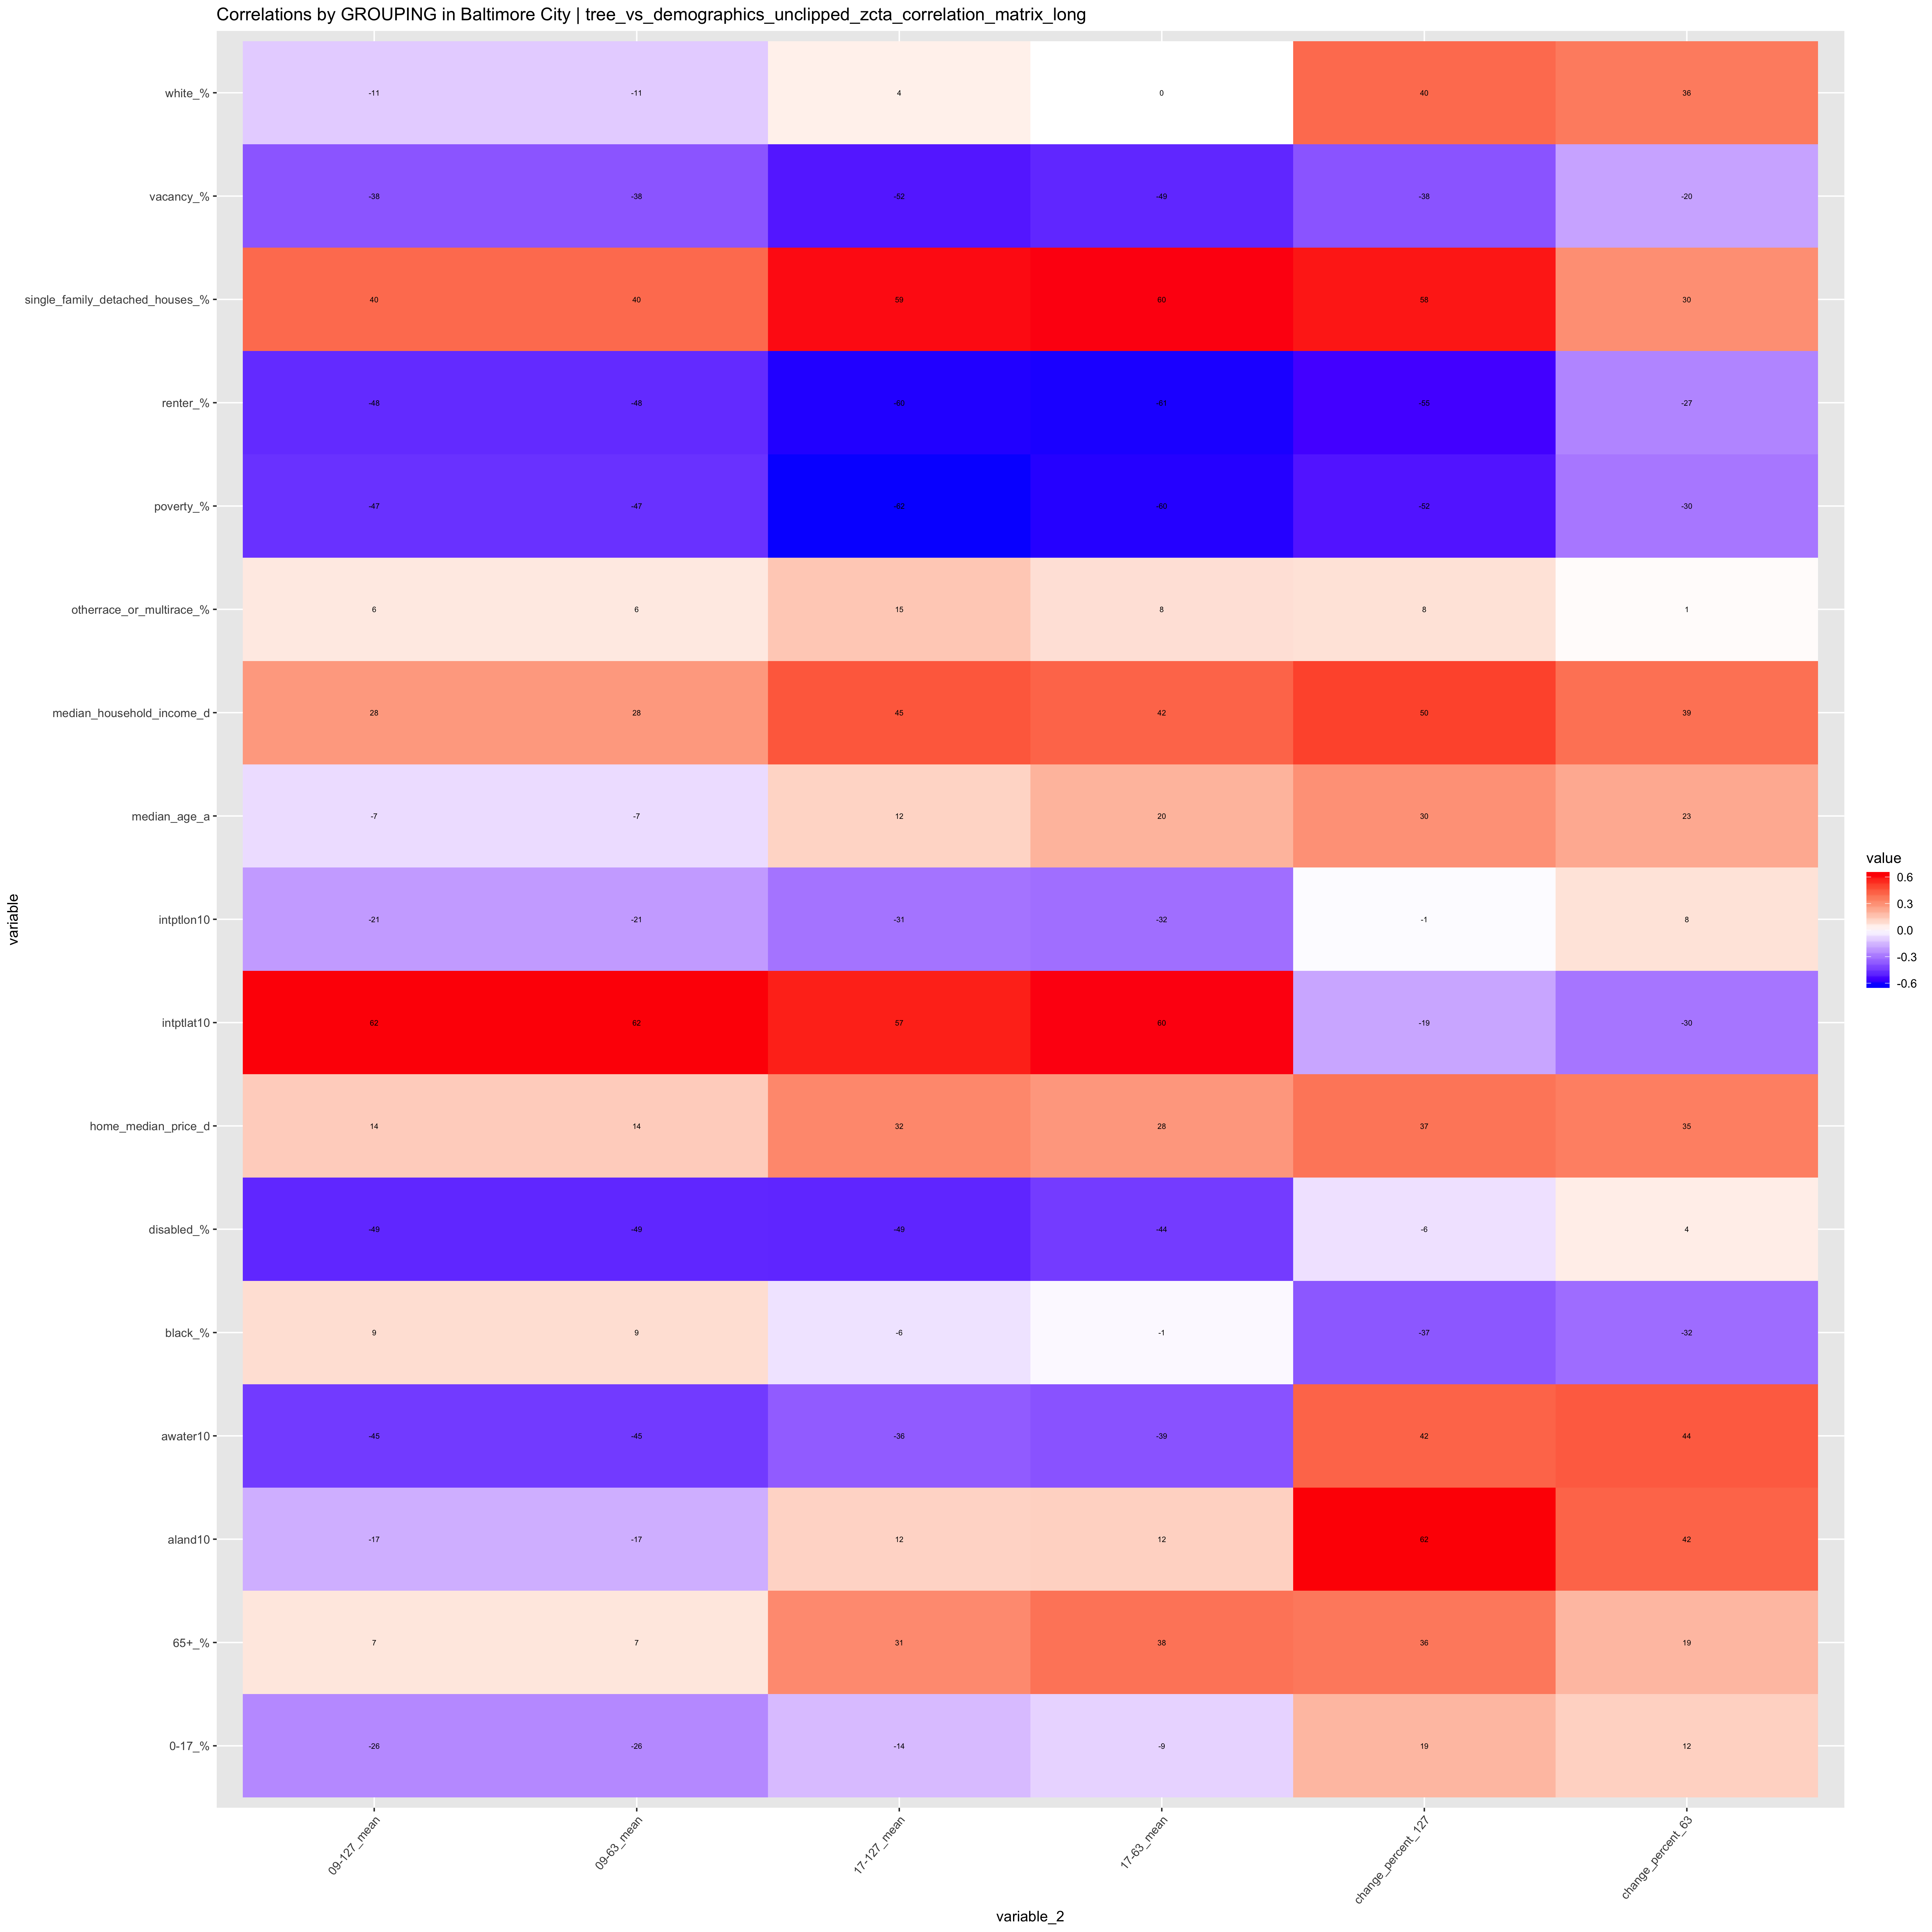 Correlations by GROUPING in Baltimore City | tree_vs_demographics_unclipped_zcta_correlation_matrix_long
white_% -11 -11 4 0 40 36
vacancy_% -38 -38 -52 -49 -38 -20
single_family_detached_houses_% 40 40 59 60 58 30
renter_% -48 -48 -61 -27
poverty_% -47 -47 -60 -52 -30
otherrace_or_multirace_% 6 6 15 8 8 1
median_household_income_d 28 28 45 42 50 39
median_age_a -7 -7 12 20 30 23
intptlon10 -21 -21 -31 -32 -1 8
intptlat10 62 62 57 60 -19 -30
home_median_price_d 14 14 32 28 37 35
disabled_% -49 -49 -49 -44 -6 4
black_% 9 9 -6 -1 -37 -32
awater10 -45 -45 -36 -39 42 44
aland10 -17 -17 12 12 62 42
65+_% 7 7 31 38 36 19
0-17_% -26 -26 -14 -9 19 12
variable
09-127_mean
09-63_mean
17-127_mean
17-63_mean
change_percent_127
change_percent_63
variable_2
value
0.6
0.3
0.0
-0.3
-0.6